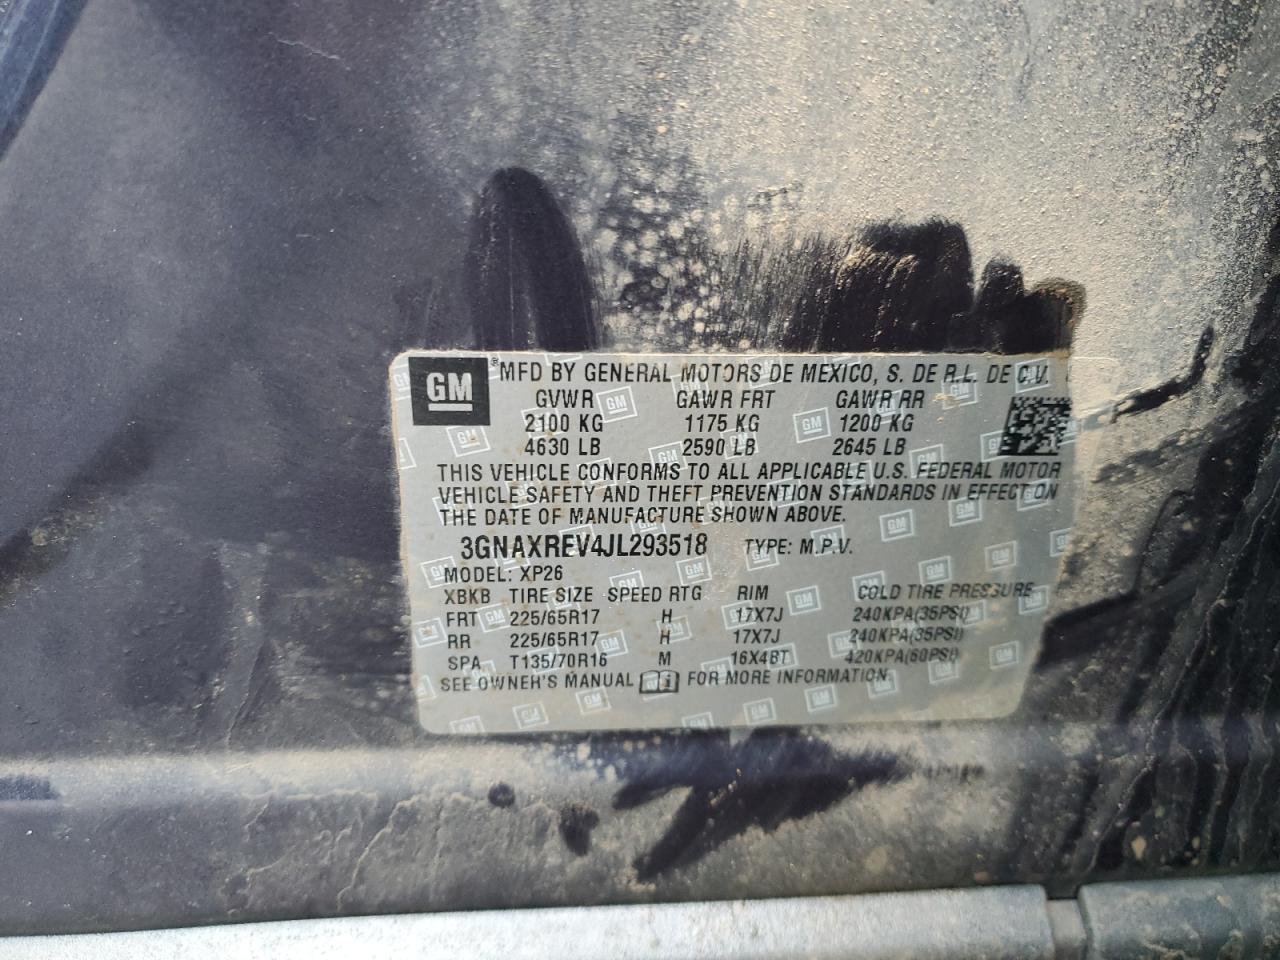 GM® MFD BY GENERAL MOTORS DE MEXICO, S. DE R.L. DE C.V.
GVWR GAWR FRT GAWR RR
2100 KG 1175 KG 1200 KG
4630 LB 2590 LB 2645 LB
THIS VEHICLE CONFORMS TO ALL APPLICABLE U.S. FEDERAL MOTOR
VEHICLE SAFETY AND THEFT PREVENTION STANDARDS IN EFFECT ON
THE DATE OF MANUFACTURE SHOWN ABOVE.
3GNAXREV4JL293518 TYPE: M.P.V.
MODEL: XP26
XBKB TIRE SIZE SPEED RTG RIM COLD TIRE PRESSURE
FRT 225/65R17 H 17X7J 240KPA(35PSI)
RR 225/65R17 H 17X7J 240KPA(35PSI)
SPA T135/70R16 M 16X4BT 420KPA(60PSI)
SEE OWNER'S MANUAL FOR MORE INFORMATION.